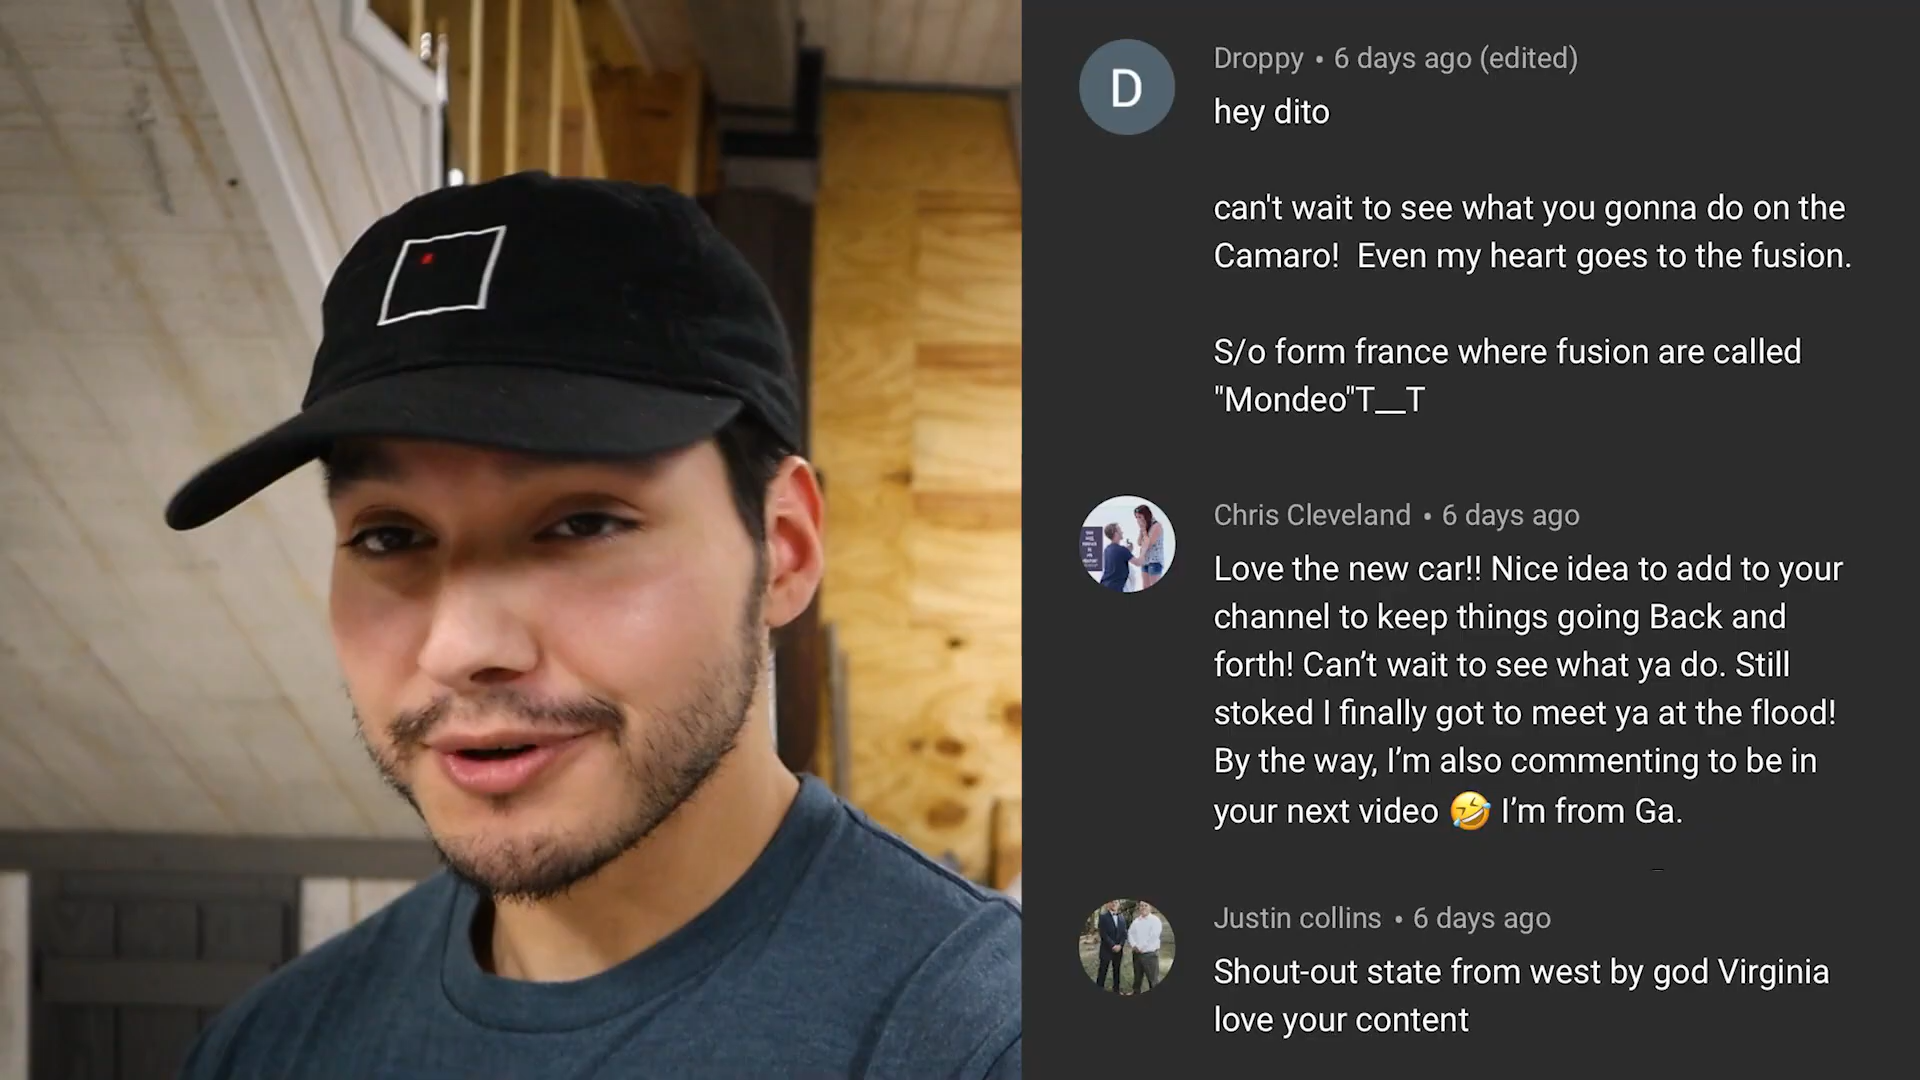 Droppy • 6 days ago (edited)
hey dito
can't wait to see what you gonna do on the
Camaro!  Even my heart goes to the fusion.
S/o form france where fusion are called
"Mondeo"T__T
Chris Cleveland • 6 days ago
Love the new car!! Nice idea to add to your
channel to keep things going Back and
forth! Can’t wait to see what ya do. Still
stoked I finally got to meet ya at the flood!
By the way, I’m also commenting to be in
your next video 🤣 I’m from Ga.
Justin collins • 6 days ago
Shout-out state from west by god Virginia
love your content
D